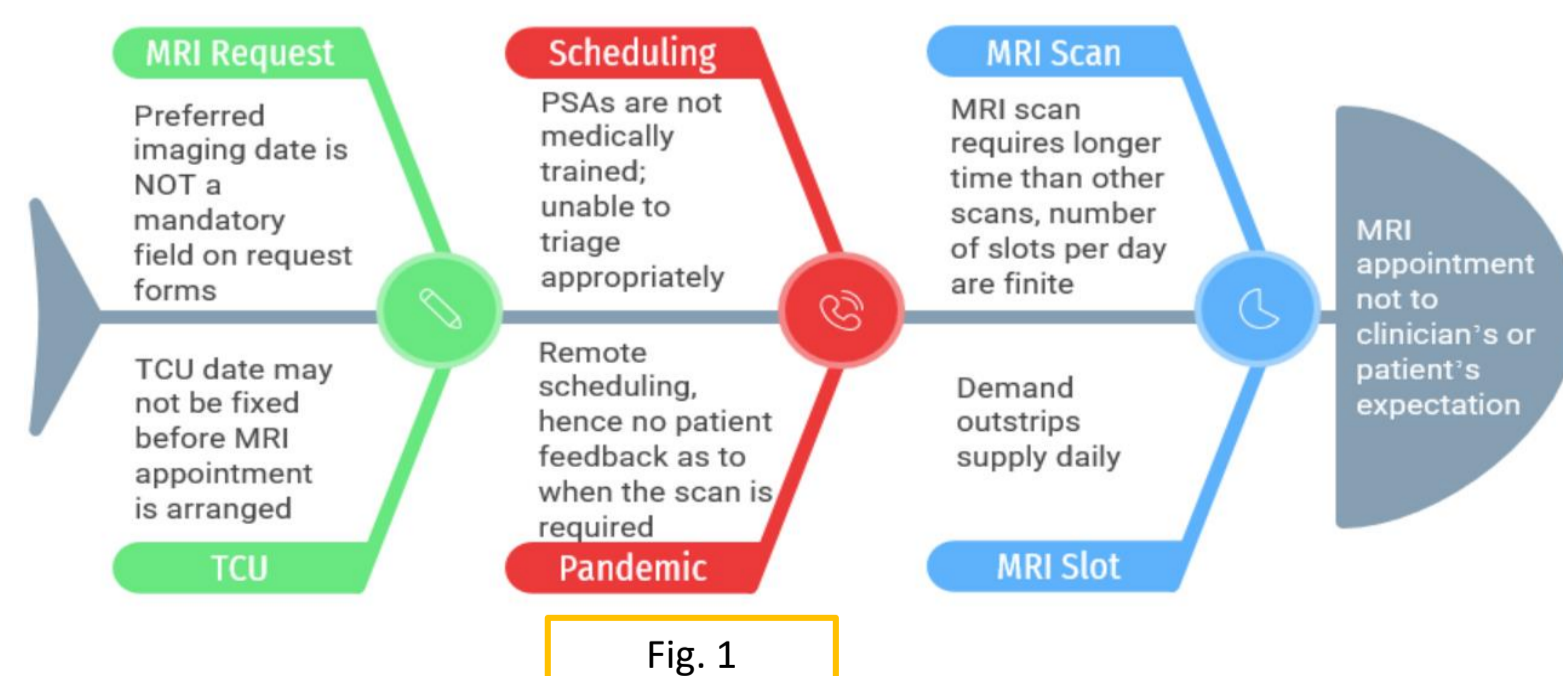 MRI Request
Preferred
imaging date is
NOT a
mandatory
field on request
forms
TCU date may
not be fixed
before MRI
appointment
is arranged
TCU
Scheduling
PSAs are not
medically
trained;
unable to
triage
appropriately
Remote
scheduling,
hence no patient
feedback as to
when the scan is
required
Pandemic
MRI Scan
MRI scan
requires longer
time than other
scans, number
of slots per day
are finite
Demand
outstrips
supply daily
MRI Slot
MRI
appointment
not to
clinician's or
patient's
expectation
Fig. 1